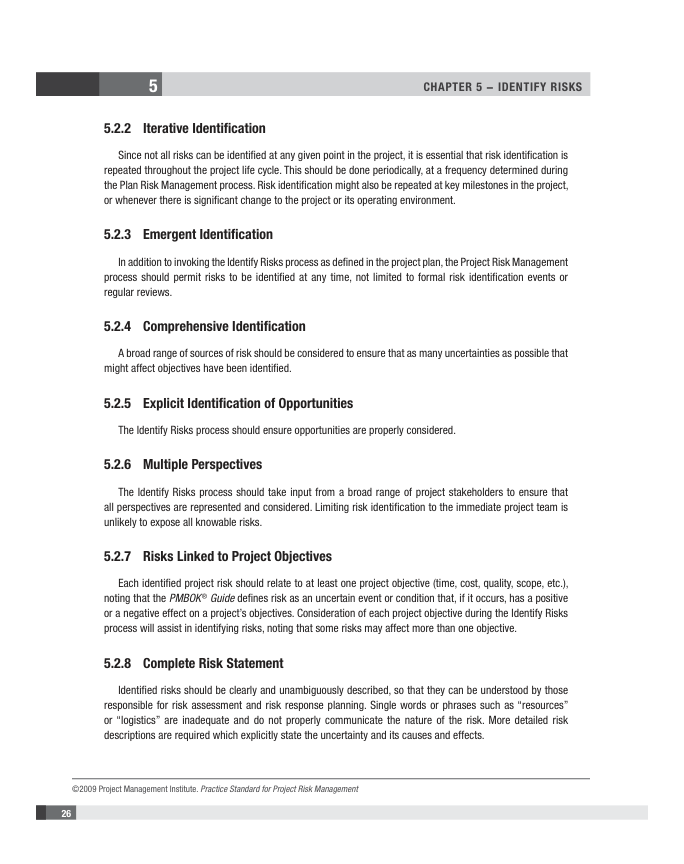 5
CHAPTER 5 – IDENTIFY RISKS
5.2.2 Iterative Identification
Since not all risks can be identified at any given point in the project, it is essential that risk identification is
repeated throughout the project life cycle. This should be done periodically, at a frequency determined during
the Plan Risk Management process. Risk identification might also be repeated at key milestones in the project,
or whenever there is significant change to the project or its operating environment.
5.2.3 Emergent Identification
In addition to invoking the Identify Risks process as defined in the project plan, the Project Risk Management
process should permit risks to be identified at any time, not limited to formal risk identification events or
regular reviews.
5.2.4 Comprehensive Identification
A broad range of sources of risk should be considered to ensure that as many uncertainties as possible that
might affect objectives have been identified.
5.2.5 Explicit Identification of Opportunities
The Identify Risks process should ensure opportunities are properly considered.
5.2.6 Multiple Perspectives
The Identify Risks process should take input from a broad range of project stakeholders to ensure that
all perspectives are represented and considered. Limiting risk identification to the immediate project team is
unlikely to expose all knowable risks.
5.2.7 Risks Linked to Project Objectives
Each identified project risk should relate to at least one project objective (time, cost, quality, scope, etc.),
noting that the PMBOK® Guide defines risk as an uncertain event or condition that, if it occurs, has a positive
or a negative effect on a project’s objectives. Consideration of each project objective during the Identify Risks
process will assist in identifying risks, noting that some risks may affect more than one objective.
5.2.8 Complete Risk Statement
Identified risks should be clearly and unambiguously described, so that they can be understood by those
responsible for risk assessment and risk response planning. Single words or phrases such as “resources”
or “logistics” are inadequate and do not properly communicate the nature of the risk. More detailed risk
descriptions are required which explicitly state the uncertainty and its causes and effects.
©2009 Project Management Institute. Practice Standard for Project Risk Management
26